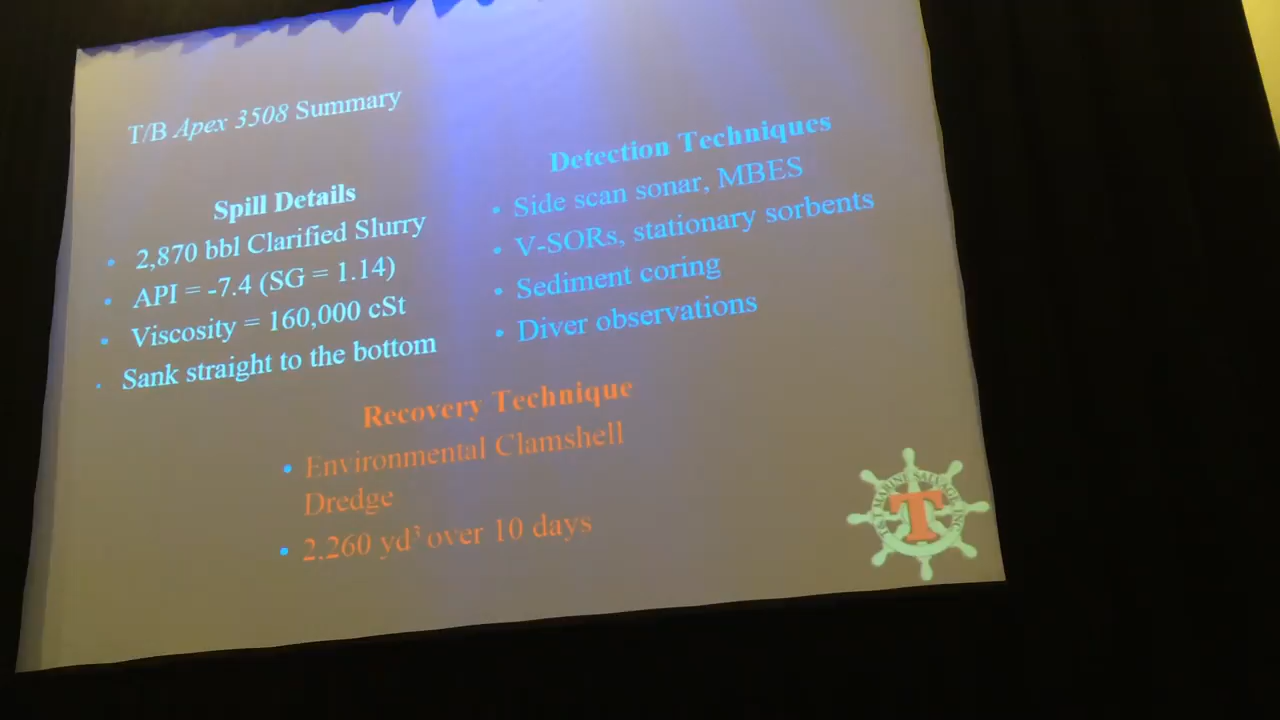 T/B Apex 3508 Summary
Spill Details
• 2,870 bbl Clarified Slurry
• API = -7.4 (SG = 1.14)
• Viscosity = 160,000 cSt
• Sank straight to the bottom
Detection Techniques
• Side scan sonar, MBES
• V-SORs, stationary sorbents
• Sediment coring
• Diver observations
Recovery Technique
• Environmental Clamshell
Dredge
• 2,260 yd³ over 10 days
T